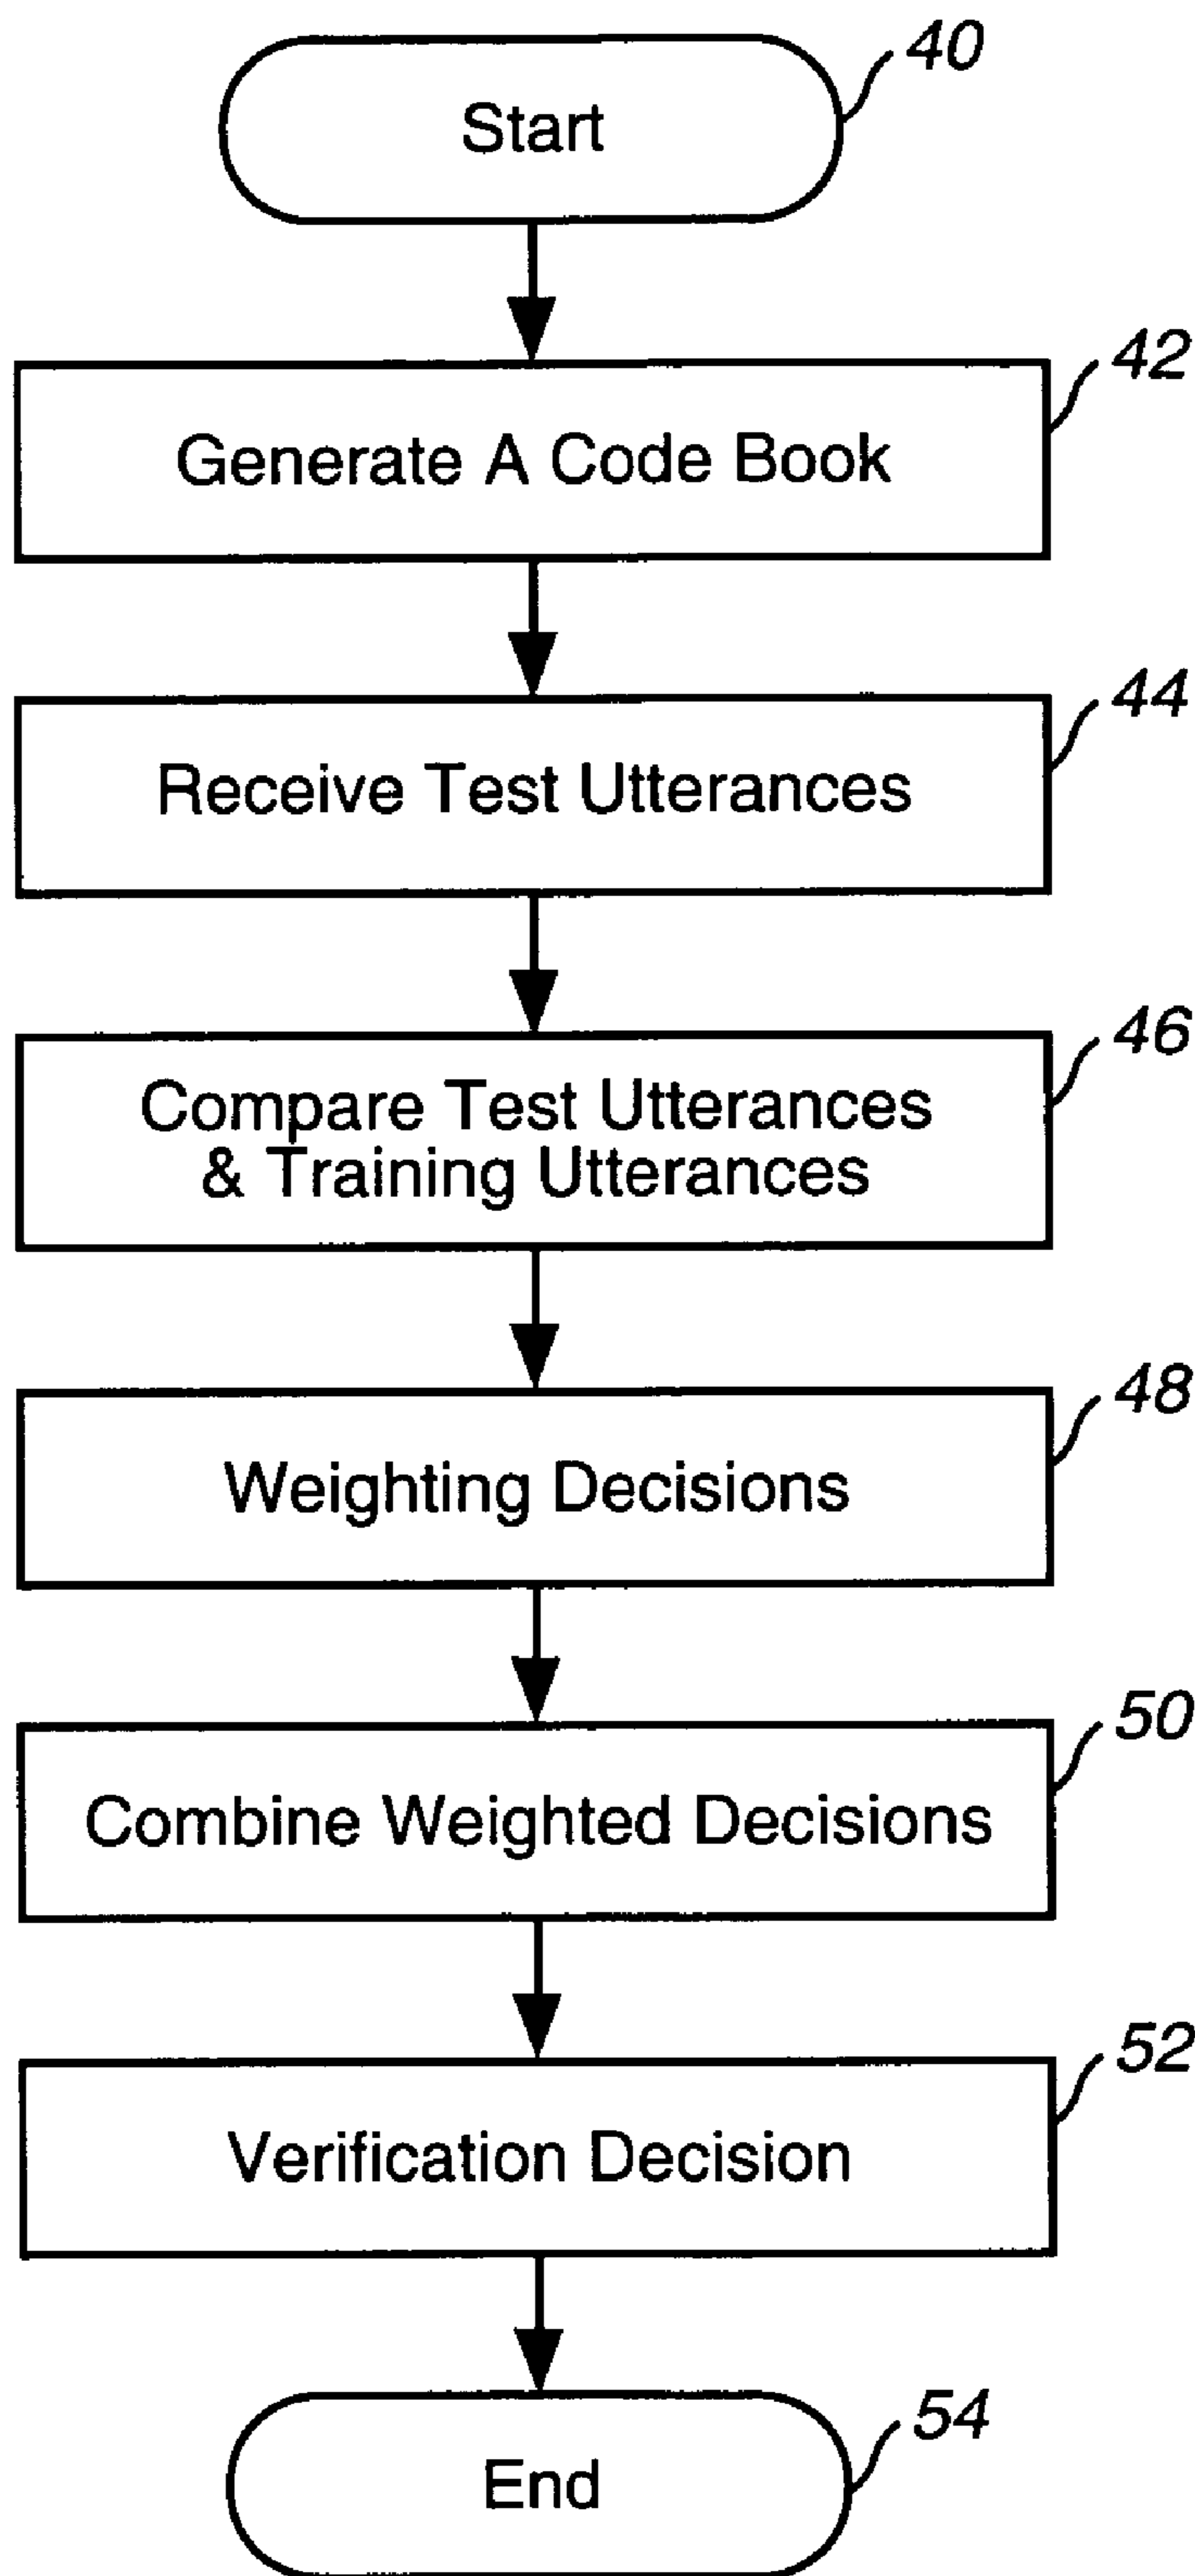 Start
40
Generate A Code Book
42
Receive Test Utterances
44
Compare Test Utterances
& Training Utterances
46
Weighting Decisions
48
Combine Weighted Decisions
50
Verification Decision
52
End
54